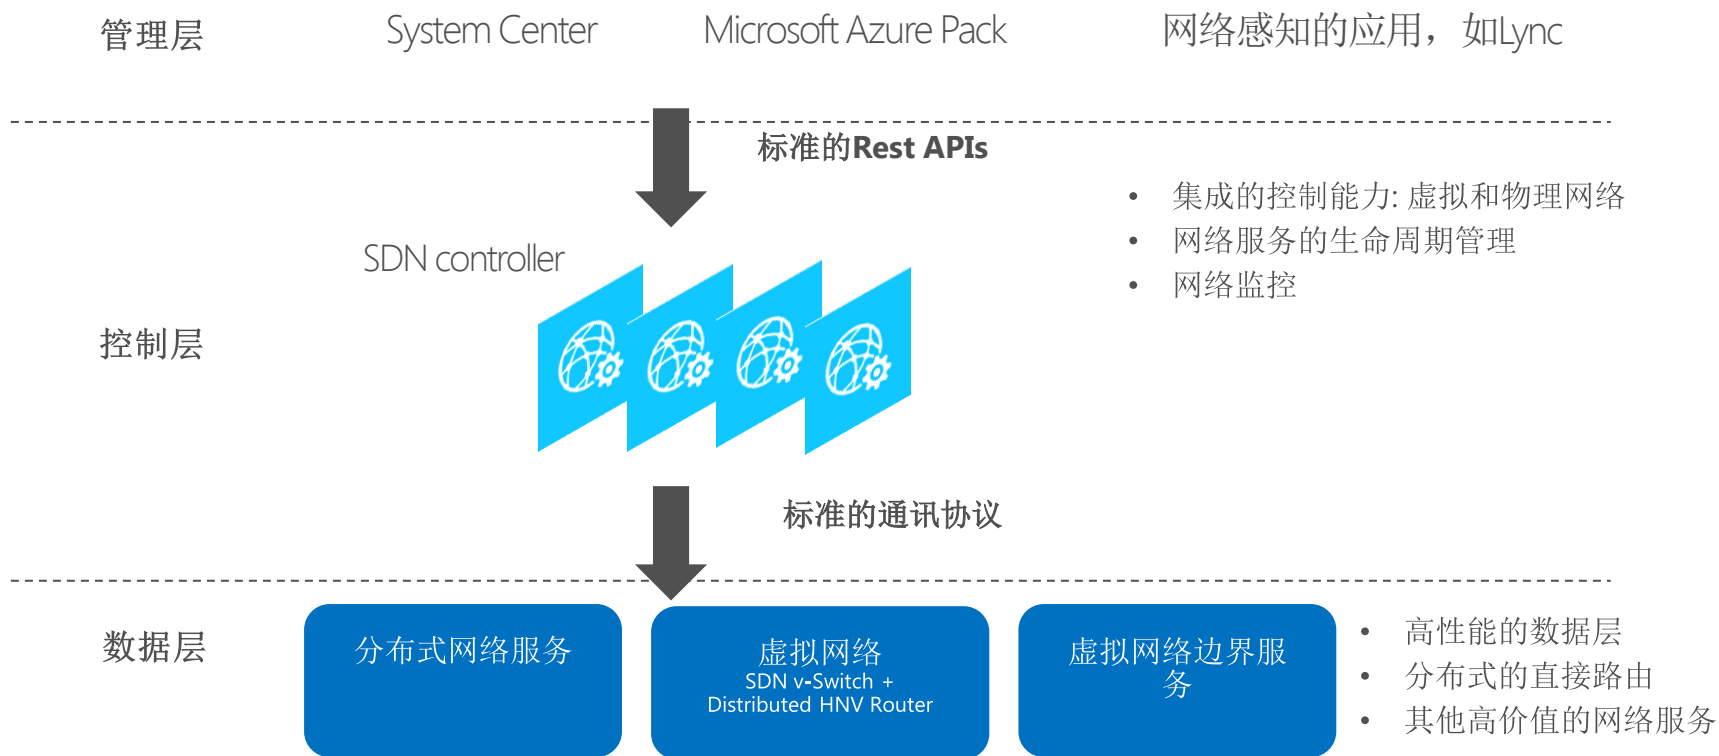 管理层
System Center
Microsoft Azure Pack
网络感知的应用，如Lync
标准的Rest APIs
• 集成的控制能力: 虚拟和物理网络
• 网络服务的生命周期管理
• 网络监控
SDN controller
控制层
标准的通讯协议
数据层
分布式网络服务
虚拟网络
SDN v-Switch +
Distributed HNV Router
虚拟网络边界服
务
• 高性能的数据层
• 分布式的直接路由
• 其他高价值的网络服务